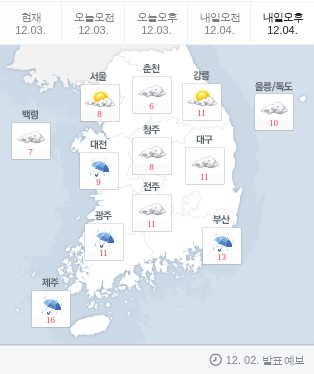 현재 오늘오전 오늘오후 내일오전 내일오후
12.03. 12.03. 12.03. 12.04. 12.04.
춘천
6
서울
8
강릉
11
울릉/독도
10
백령
7
청주
8
대전
9
대구
11
전주
11
광주
11
부산
13
제주
16
12. 02. 발표 예보